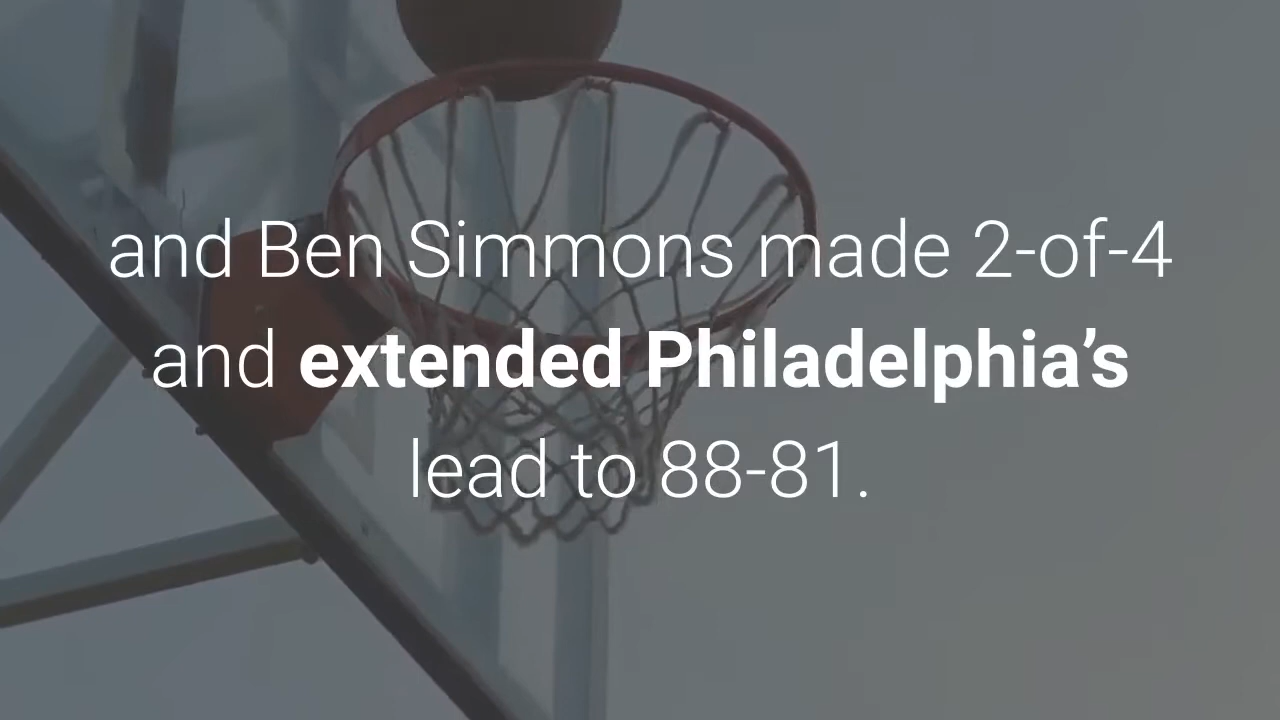 and Ben Simmons made 2-of-4
and extended Philadelphia’s
lead to 88-81.